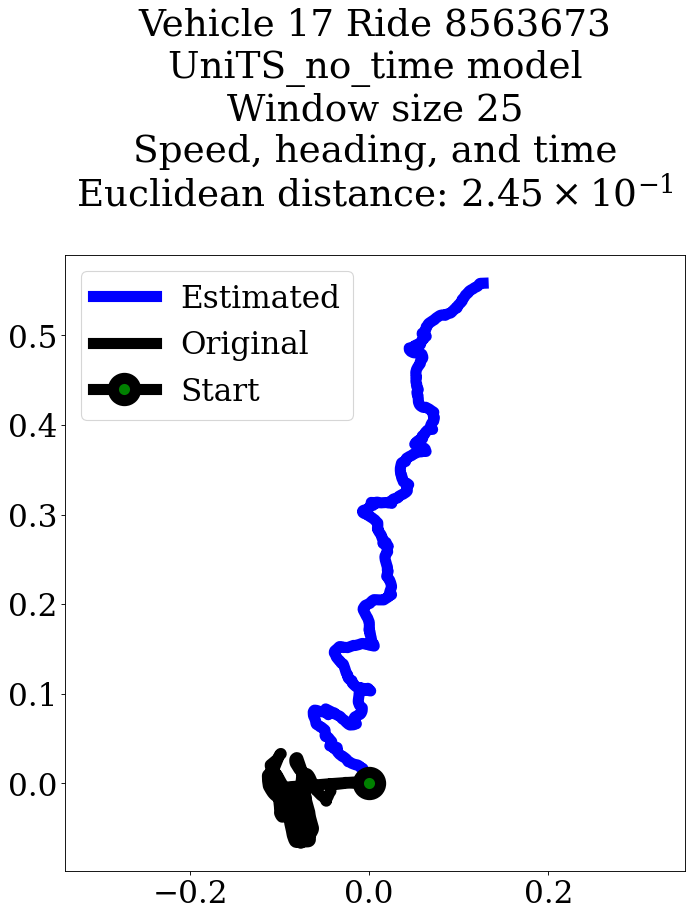 Vehicle 17 Ride 8563673
UniTS_no_time model
Window size 25
Speed, heading, and time
Euclidean distance: 2.45 × 10⁻¹
Estimated
Original
Start
0.5
0.4
0.3
0.2
0.1
0.0
−0.2 0.0 0.2